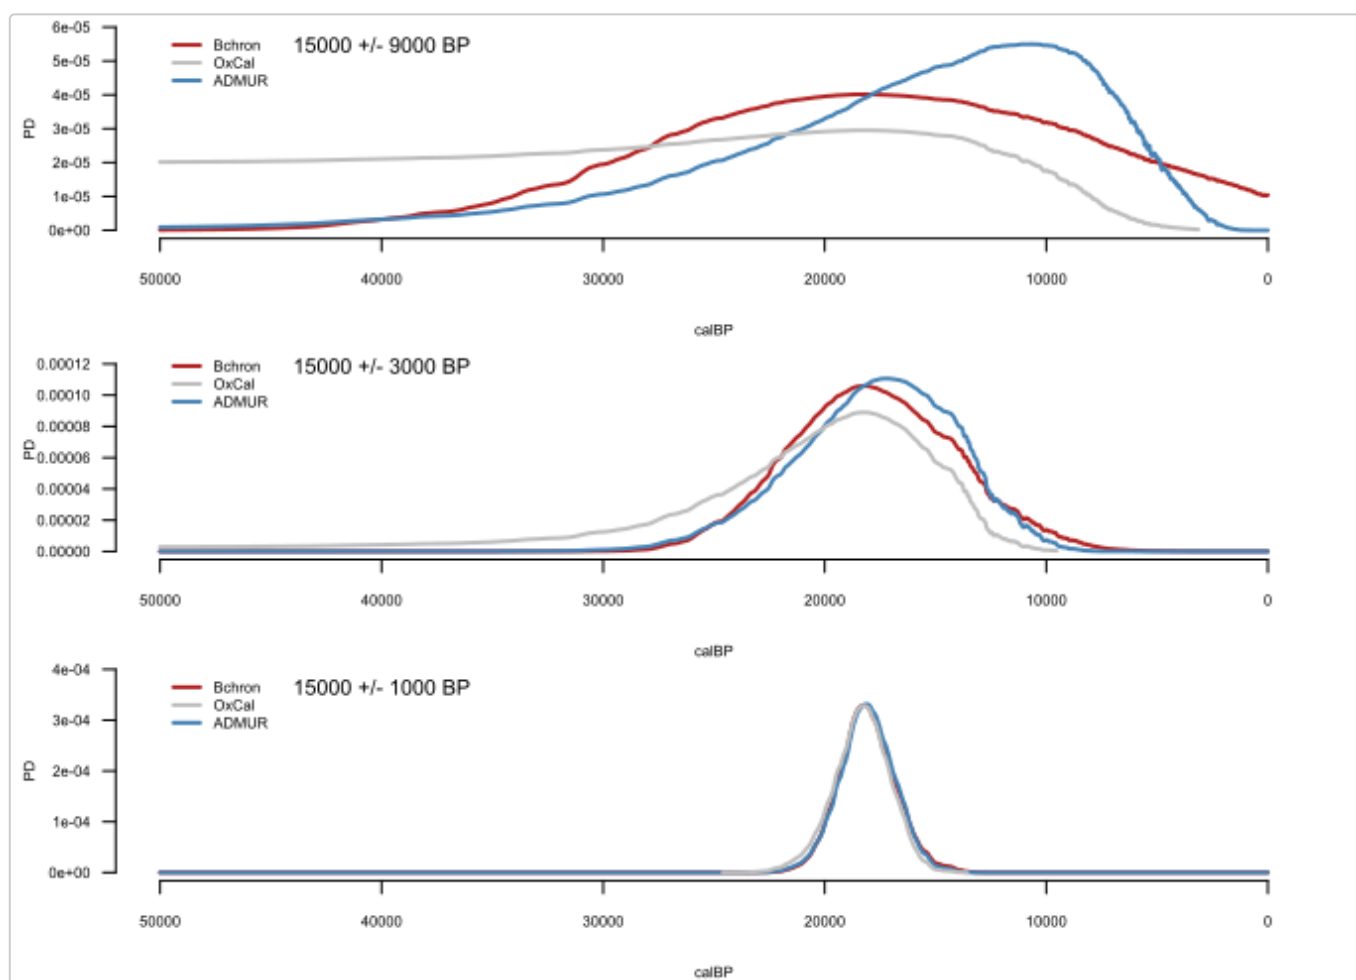 6e-05
5e-05
4e-05
3e-05
2e-05
1e-05
0e+00
PD
Bchron
OxCal
ADMUR
15000 +/- 9000 BP
50000 40000 30000 20000 10000 0
calBP
0.00012
0.00010
0.00008
0.00006
0.00004
0.00002
0.00000
PD
Bchron
OxCal
ADMUR
15000 +/- 3000 BP
50000 40000 30000 20000 10000 0
calBP
4e-04
3e-04
2e-04
1e-04
0e+00
PD
Bchron
OxCal
ADMUR
15000 +/- 1000 BP
50000 40000 30000 20000 10000 0
calBP